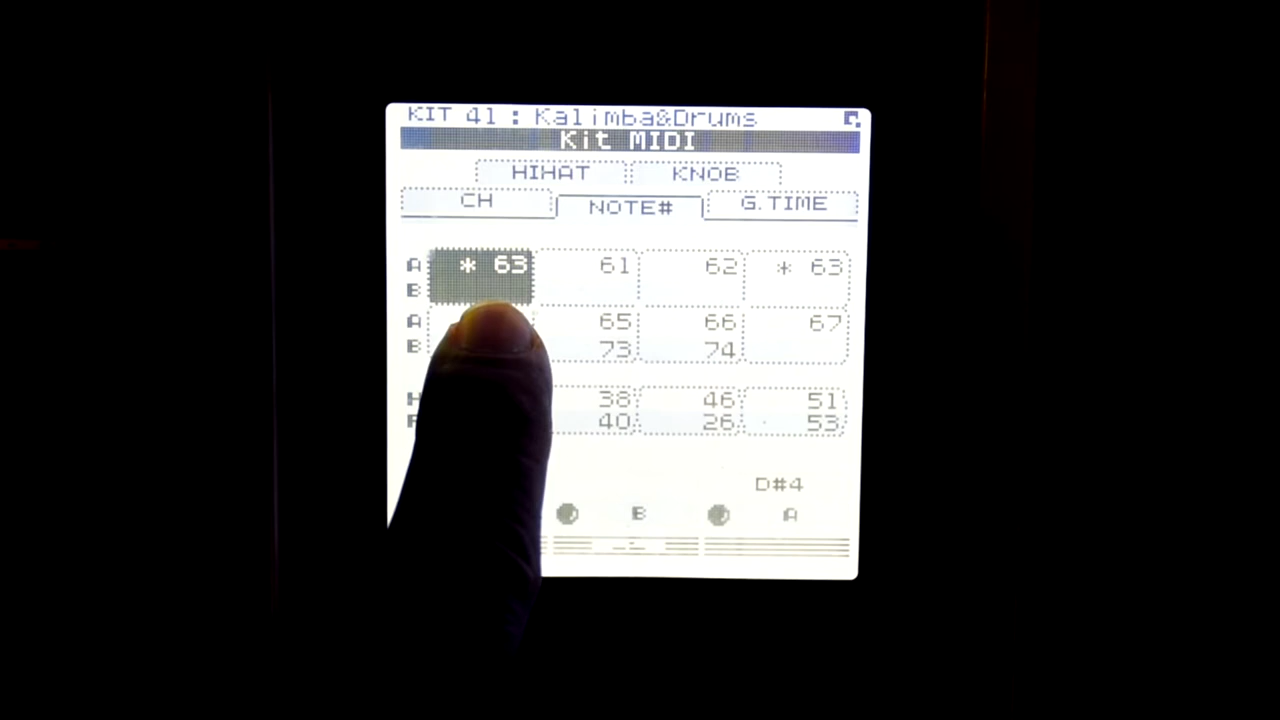 KIT 41 : Kalimba&Drums
Kit MIDI
HIHAT KNOB
CH NOTE# G.TIME
A * 63 61 62 * 63
B
A 65 66 67
B 73 74
H 38 46 51
40 26 53
D#4
B A